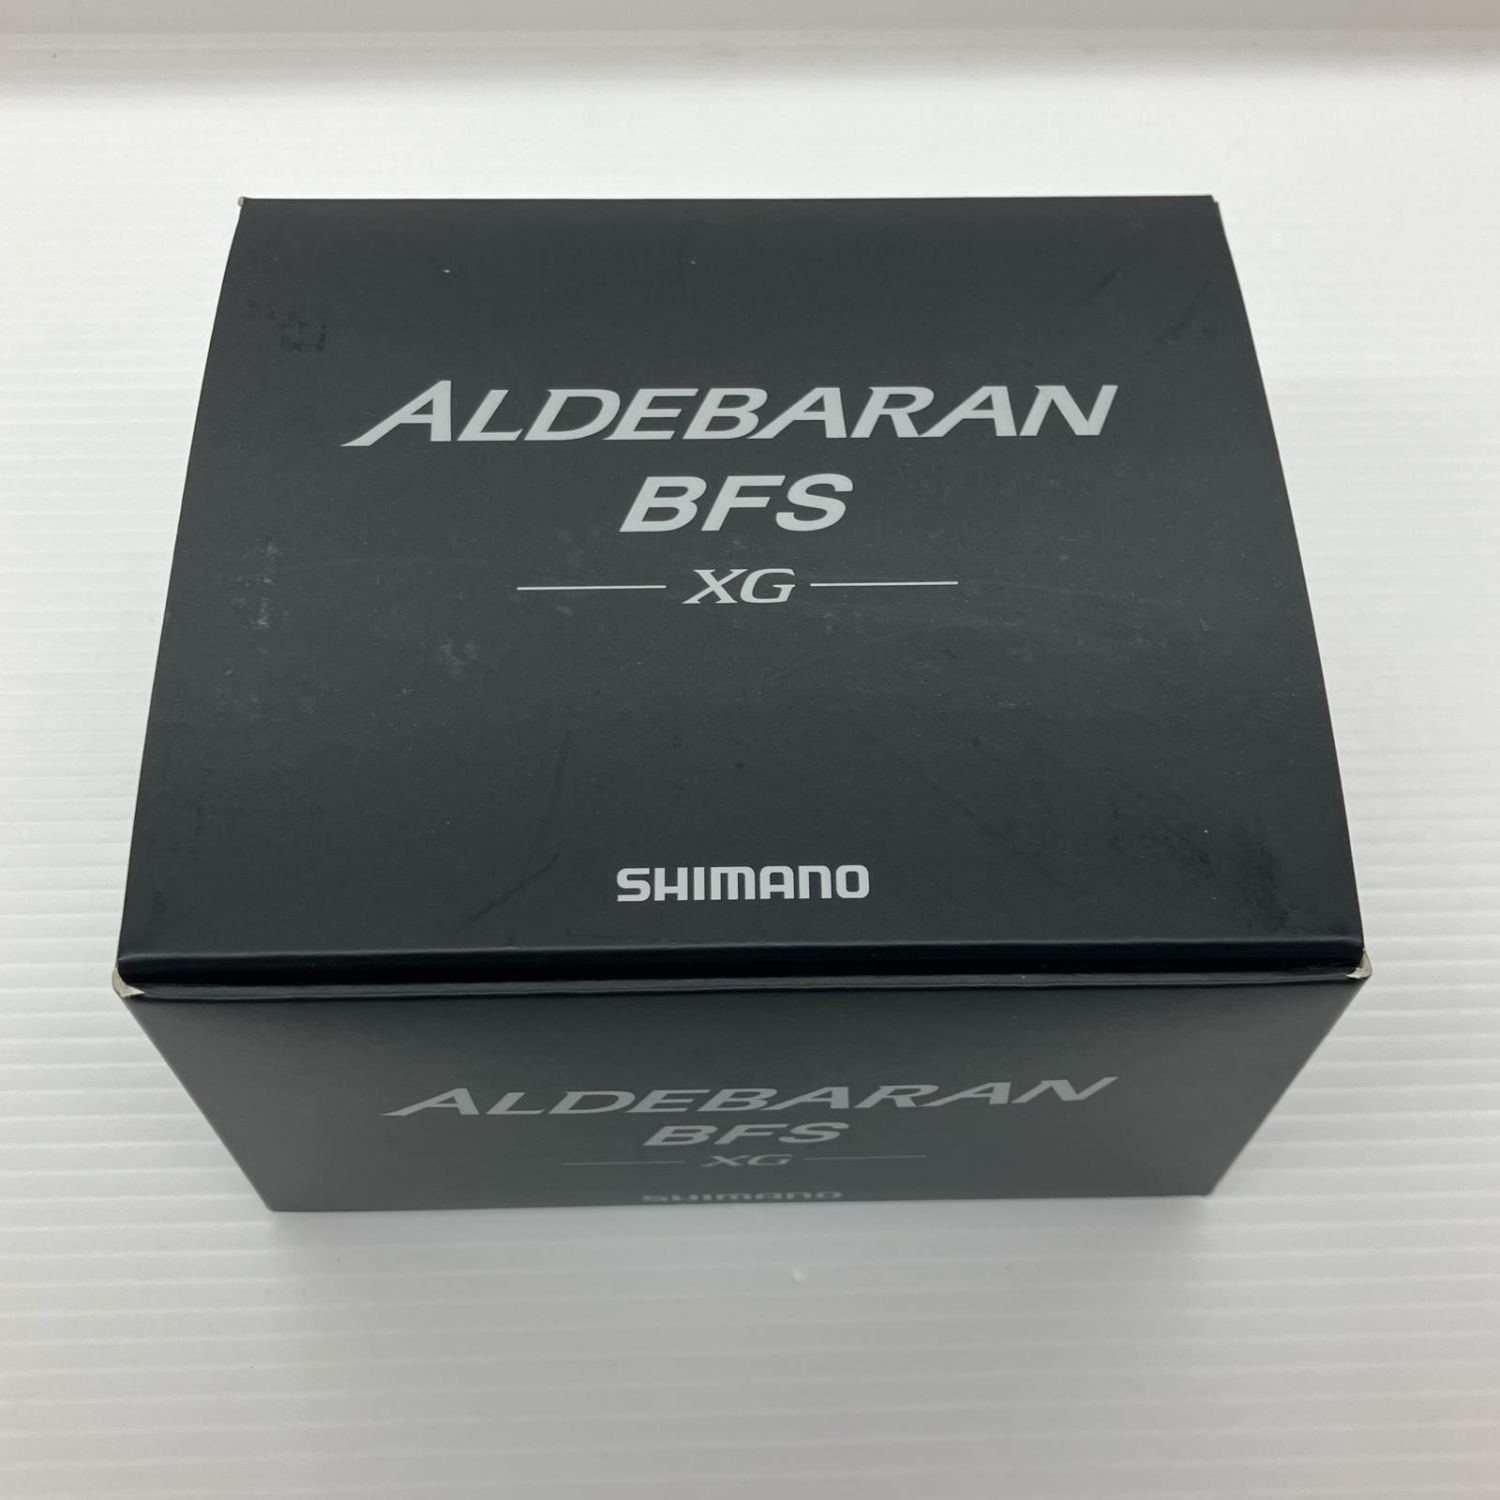 ALDEBARAN
BFS
XG
SHIMANO
ALDEBARAN
BFS
XG
SHIMANO